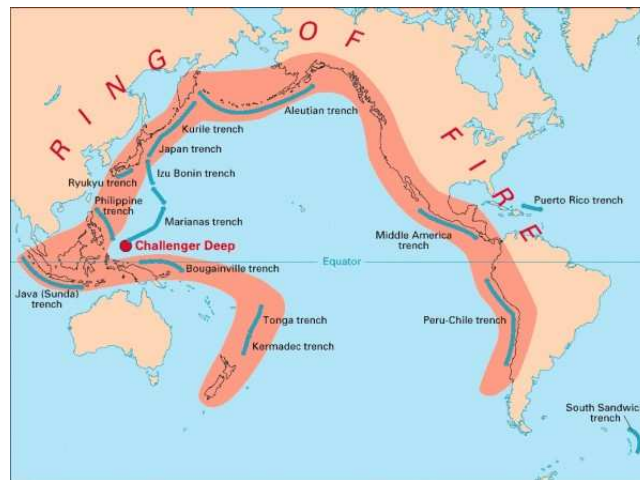 RING OF FIRE
Aleutian trench
Kurile trench
Japan trench
Izu Bonin trench
Ryukyu trench
Philippine
trench
Marianas trench
Challenger Deep
Equator
Bougainville trench
Java (Sunda)
trench
Tonga trench
Kermadec trench
Puerto Rico trench
Middle America
trench
Peru-Chile trench
South Sandwic
trench